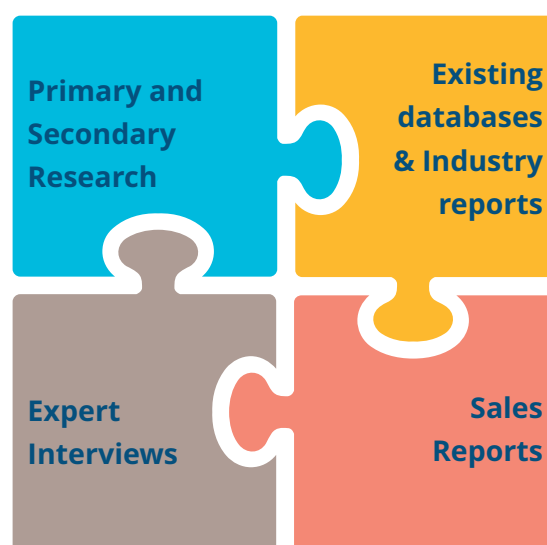 Primary and
Secondary
Research
Existing
databases
& Industry
reports
Expert
Interviews
Sales
Reports